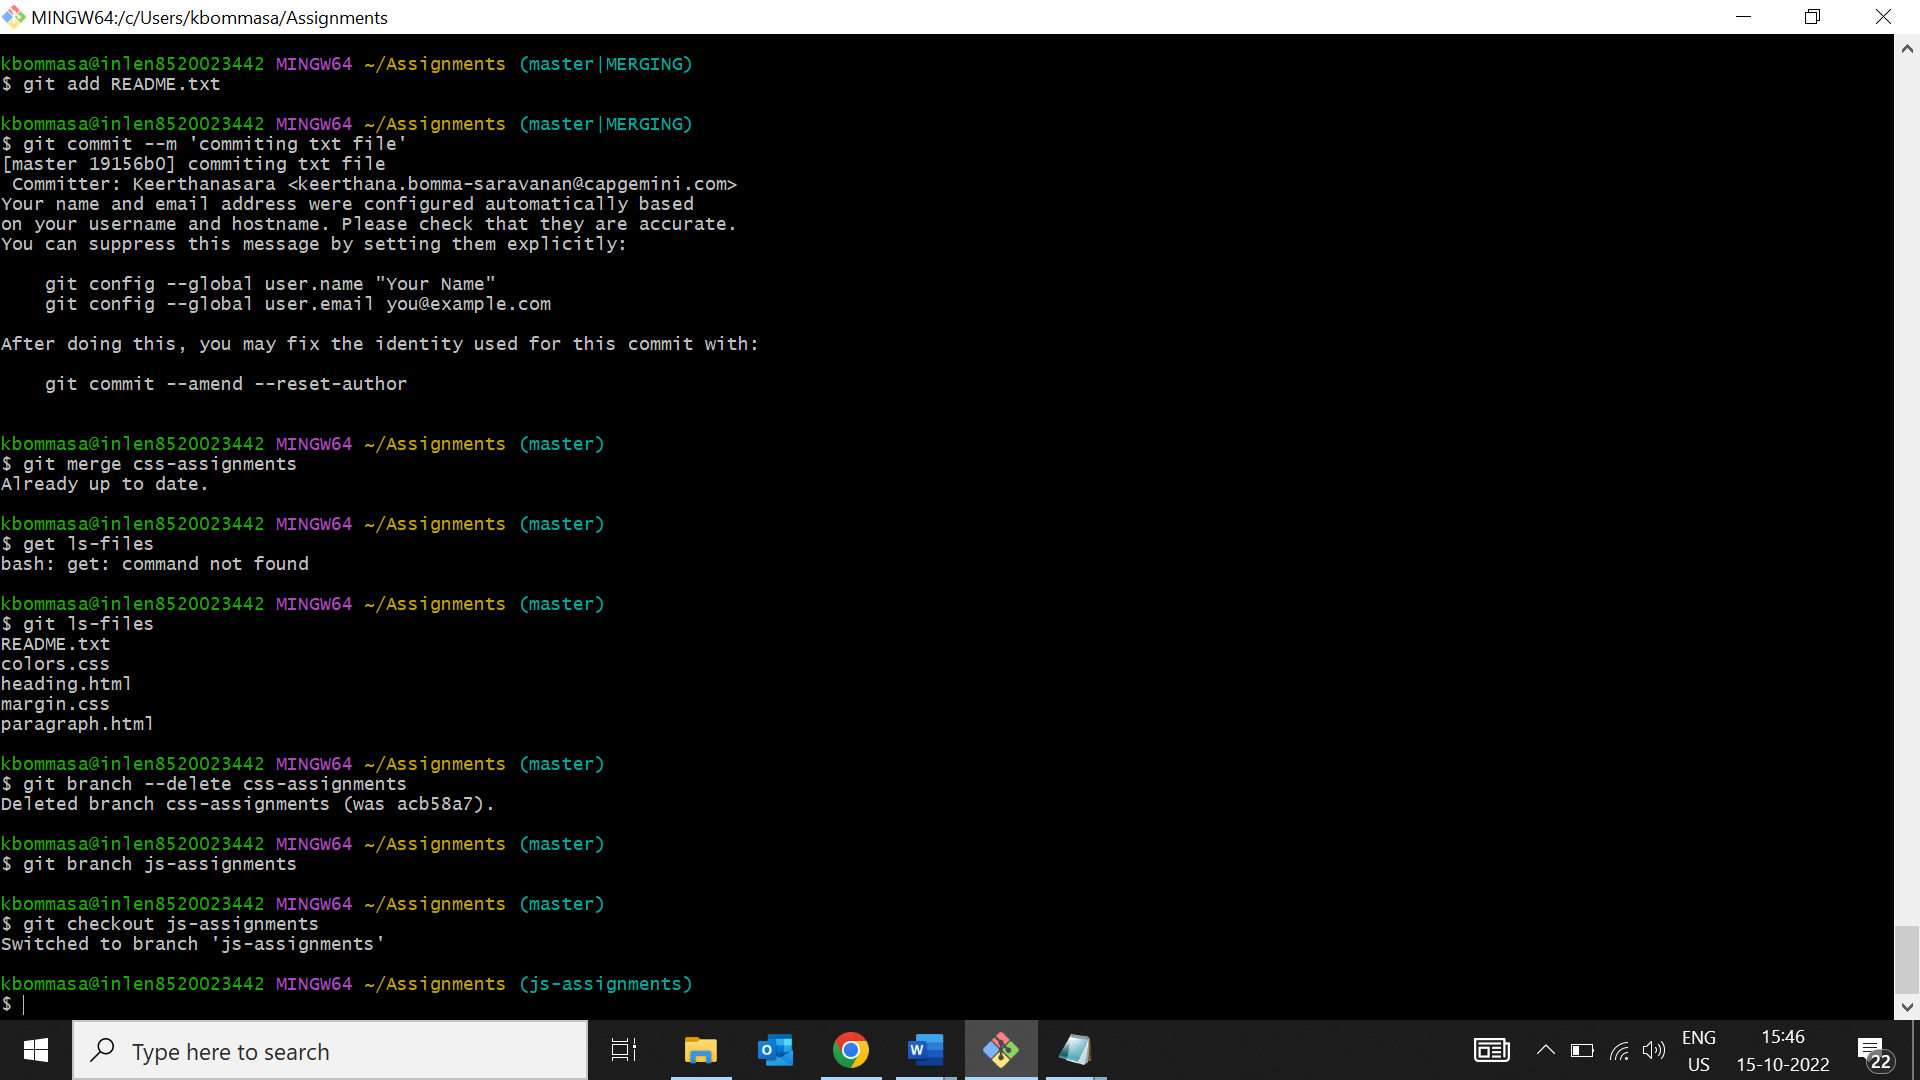 MINGW64:/c/Users/kbommasa/Assignments
kbommasa@inlen8520023442 MINGW64 ~/Assignments (master|MERGING)
$ git add README.txt
kbommasa@inlen8520023442 MINGW64 ~/Assignments (master|MERGING)
$ git commit --m 'commiting txt file'
[master 19156b0] commiting txt file
 Committer: Keerthanasara <keerthana.bomma-saravanan@capgemini.com>
Your name and email address were configured automatically based
on your username and hostname. Please check that they are accurate.
You can suppress this message by setting them explicitly:
    git config --global user.name "Your Name"
    git config --global user.email you@example.com
After doing this, you may fix the identity used for this commit with:
    git commit --amend --reset-author
kbommasa@inlen8520023442 MINGW64 ~/Assignments (master)
$ git merge css-assignments
Already up to date.
kbommasa@inlen8520023442 MINGW64 ~/Assignments (master)
$ get ls-files
bash: get: command not found
kbommasa@inlen8520023442 MINGW64 ~/Assignments (master)
$ git ls-files
README.txt
colors.css
heading.html
margin.css
paragraph.html
kbommasa@inlen8520023442 MINGW64 ~/Assignments (master)
$ git branch --delete css-assignments
Deleted branch css-assignments (was acb58a7).
kbommasa@inlen8520023442 MINGW64 ~/Assignments (master)
$ git branch js-assignments
kbommasa@inlen8520023442 MINGW64 ~/Assignments (master)
$ git checkout js-assignments
Switched to branch 'js-assignments'
kbommasa@inlen8520023442 MINGW64 ~/Assignments (js-assignments)
$
Type here to search
ENG
US
15:46
15-10-2022
22